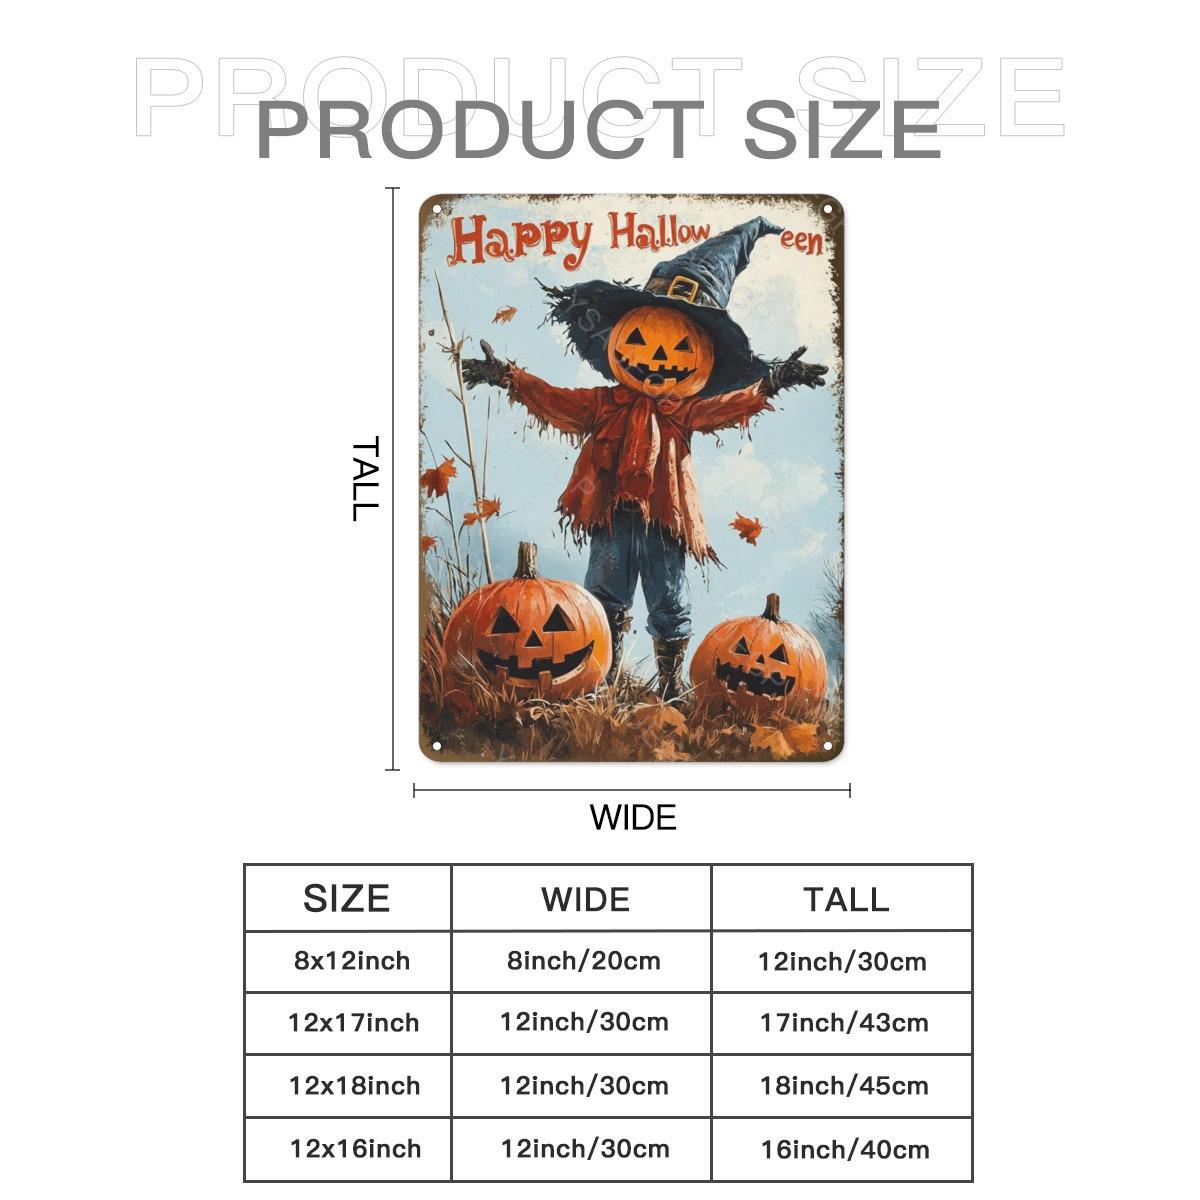 PRODUCT SIZE
PRODUCT SIZE
Happy Hallow een
TALL
WIDE
SIZE WIDE TALL
8x12inch 8inch/20cm 12inch/30cm
12x17inch 12inch/30cm 17inch/43cm
12x18inch 12inch/30cm 18inch/45cm
12x16inch 12inch/30cm 16inch/40cm